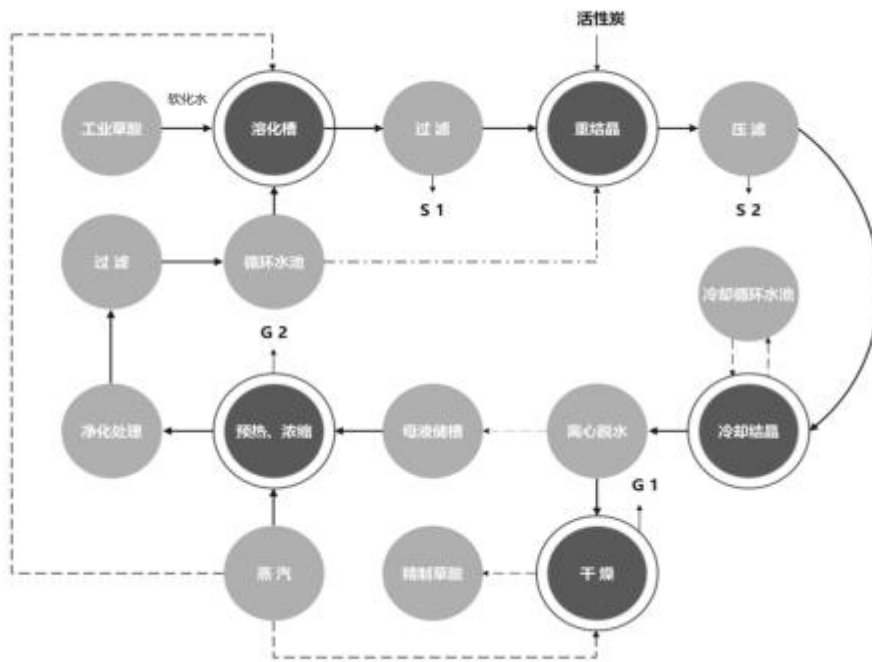 活性炭
软化水
工业草酸
溶化槽
过 滤
重结晶
压 滤
S 1
S 2
过 滤
循环水池
冷却循环水池
G 2
净化处理
预热、浓缩
母液储槽
离心脱水
冷却结晶
G 1
蒸 汽
精制草酸
干 燥